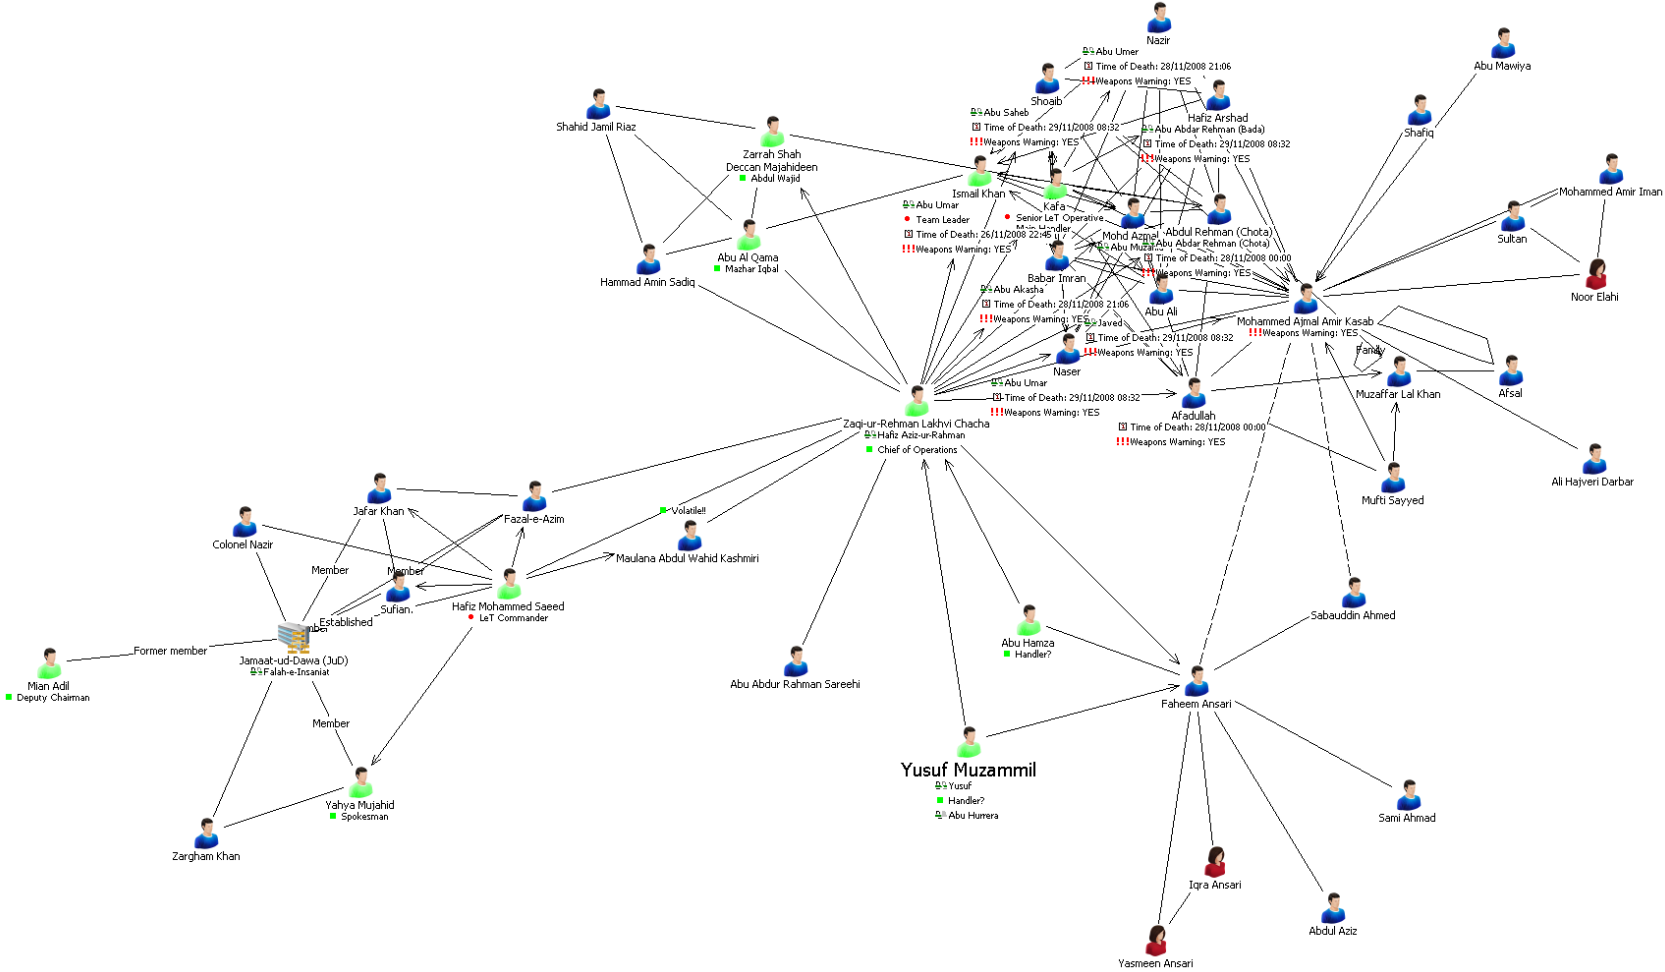 Nazir
Abu Umer
Time of Death: 28/11/2008 21:06
!!!Weapons Warning: YES
Abu Mawiya
Shoaib
Shahid Jamil Riaz
Hafiz Arshad
Abu Saheb
Time of Death: 29/11/2008 08:32
!!!Weapons Warning: YES
Abu Abdar Rehman (Bada)
Time of Death: 29/11/2008 08:32
!!!Weapons Warning: YES
Shafiq
Zarrah Shah
Deccan Majahideen
Abdul Wajid
Ismail Khan
Abu Umar
Team Leader
Time of Death: 26/11/2008 22:45
!!!Weapons Warning: YES
Kafa
Senior LeT Operative
Main Handler
Mohd Azmal
Abdul Rehman (Chota)
Abu Abdar Rehman (Chota)
Time of Death: 28/11/2008 00:00
!!!Weapons Warning: YES
Mohammed Amir Iman
Sultan
Noor Elahi
Abu Al Qama
Mazhar Iqbal
Hammad Amin Sadiq
Babar Imran
Abu Akasha
Time of Death: 28/11/2008 21:06
!!!Weapons Warning: YES
Abu Ali
Javed
Time of Death: 29/11/2008 08:32
!!!Weapons Warning: YES
Mohammed Ajmal Amir Kasab
!!!Weapons Warning: YES
Family
Naser
Abu Umar
Time of Death: 29/11/2008 08:32
!!!Weapons Warning: YES
Muzaffar Lal Khan
Afsal
Afadullah
Time of Death: 28/11/2008 00:00
!!!Weapons Warning: YES
Zaqi-ur-Rehman Lakhvi Chacha
Hafiz Aziz-ur-Rahman
Chief of Operations
Ali Hajveri Darbar
Mufti Sayyed
Jafar Khan
Fazal-e-Azim
Volatile!!
Colonel Nazir
Maulana Abdul Wahid Kashmiri
Member
Member
Sufian.
Hafiz Mohammed Saeed
LeT Commander
Established
Sabauddin Ahmed
Abu Hamza
Handler?
Former member
Jamaat-ud-Dawa (JuD)
Falah-e-Insaniat
Mian Adil
Deputy Chairman
Abu Abdur Rahman Sareehi
Faheem Ansari
Member
Yusuf Muzammil
Yusuf
Handler?
Abu Hurrera
Yahya Mujahid
Spokesman
Sami Ahmad
Zargham Khan
Iqra Ansari
Abdul Aziz
Yasmeen Ansari